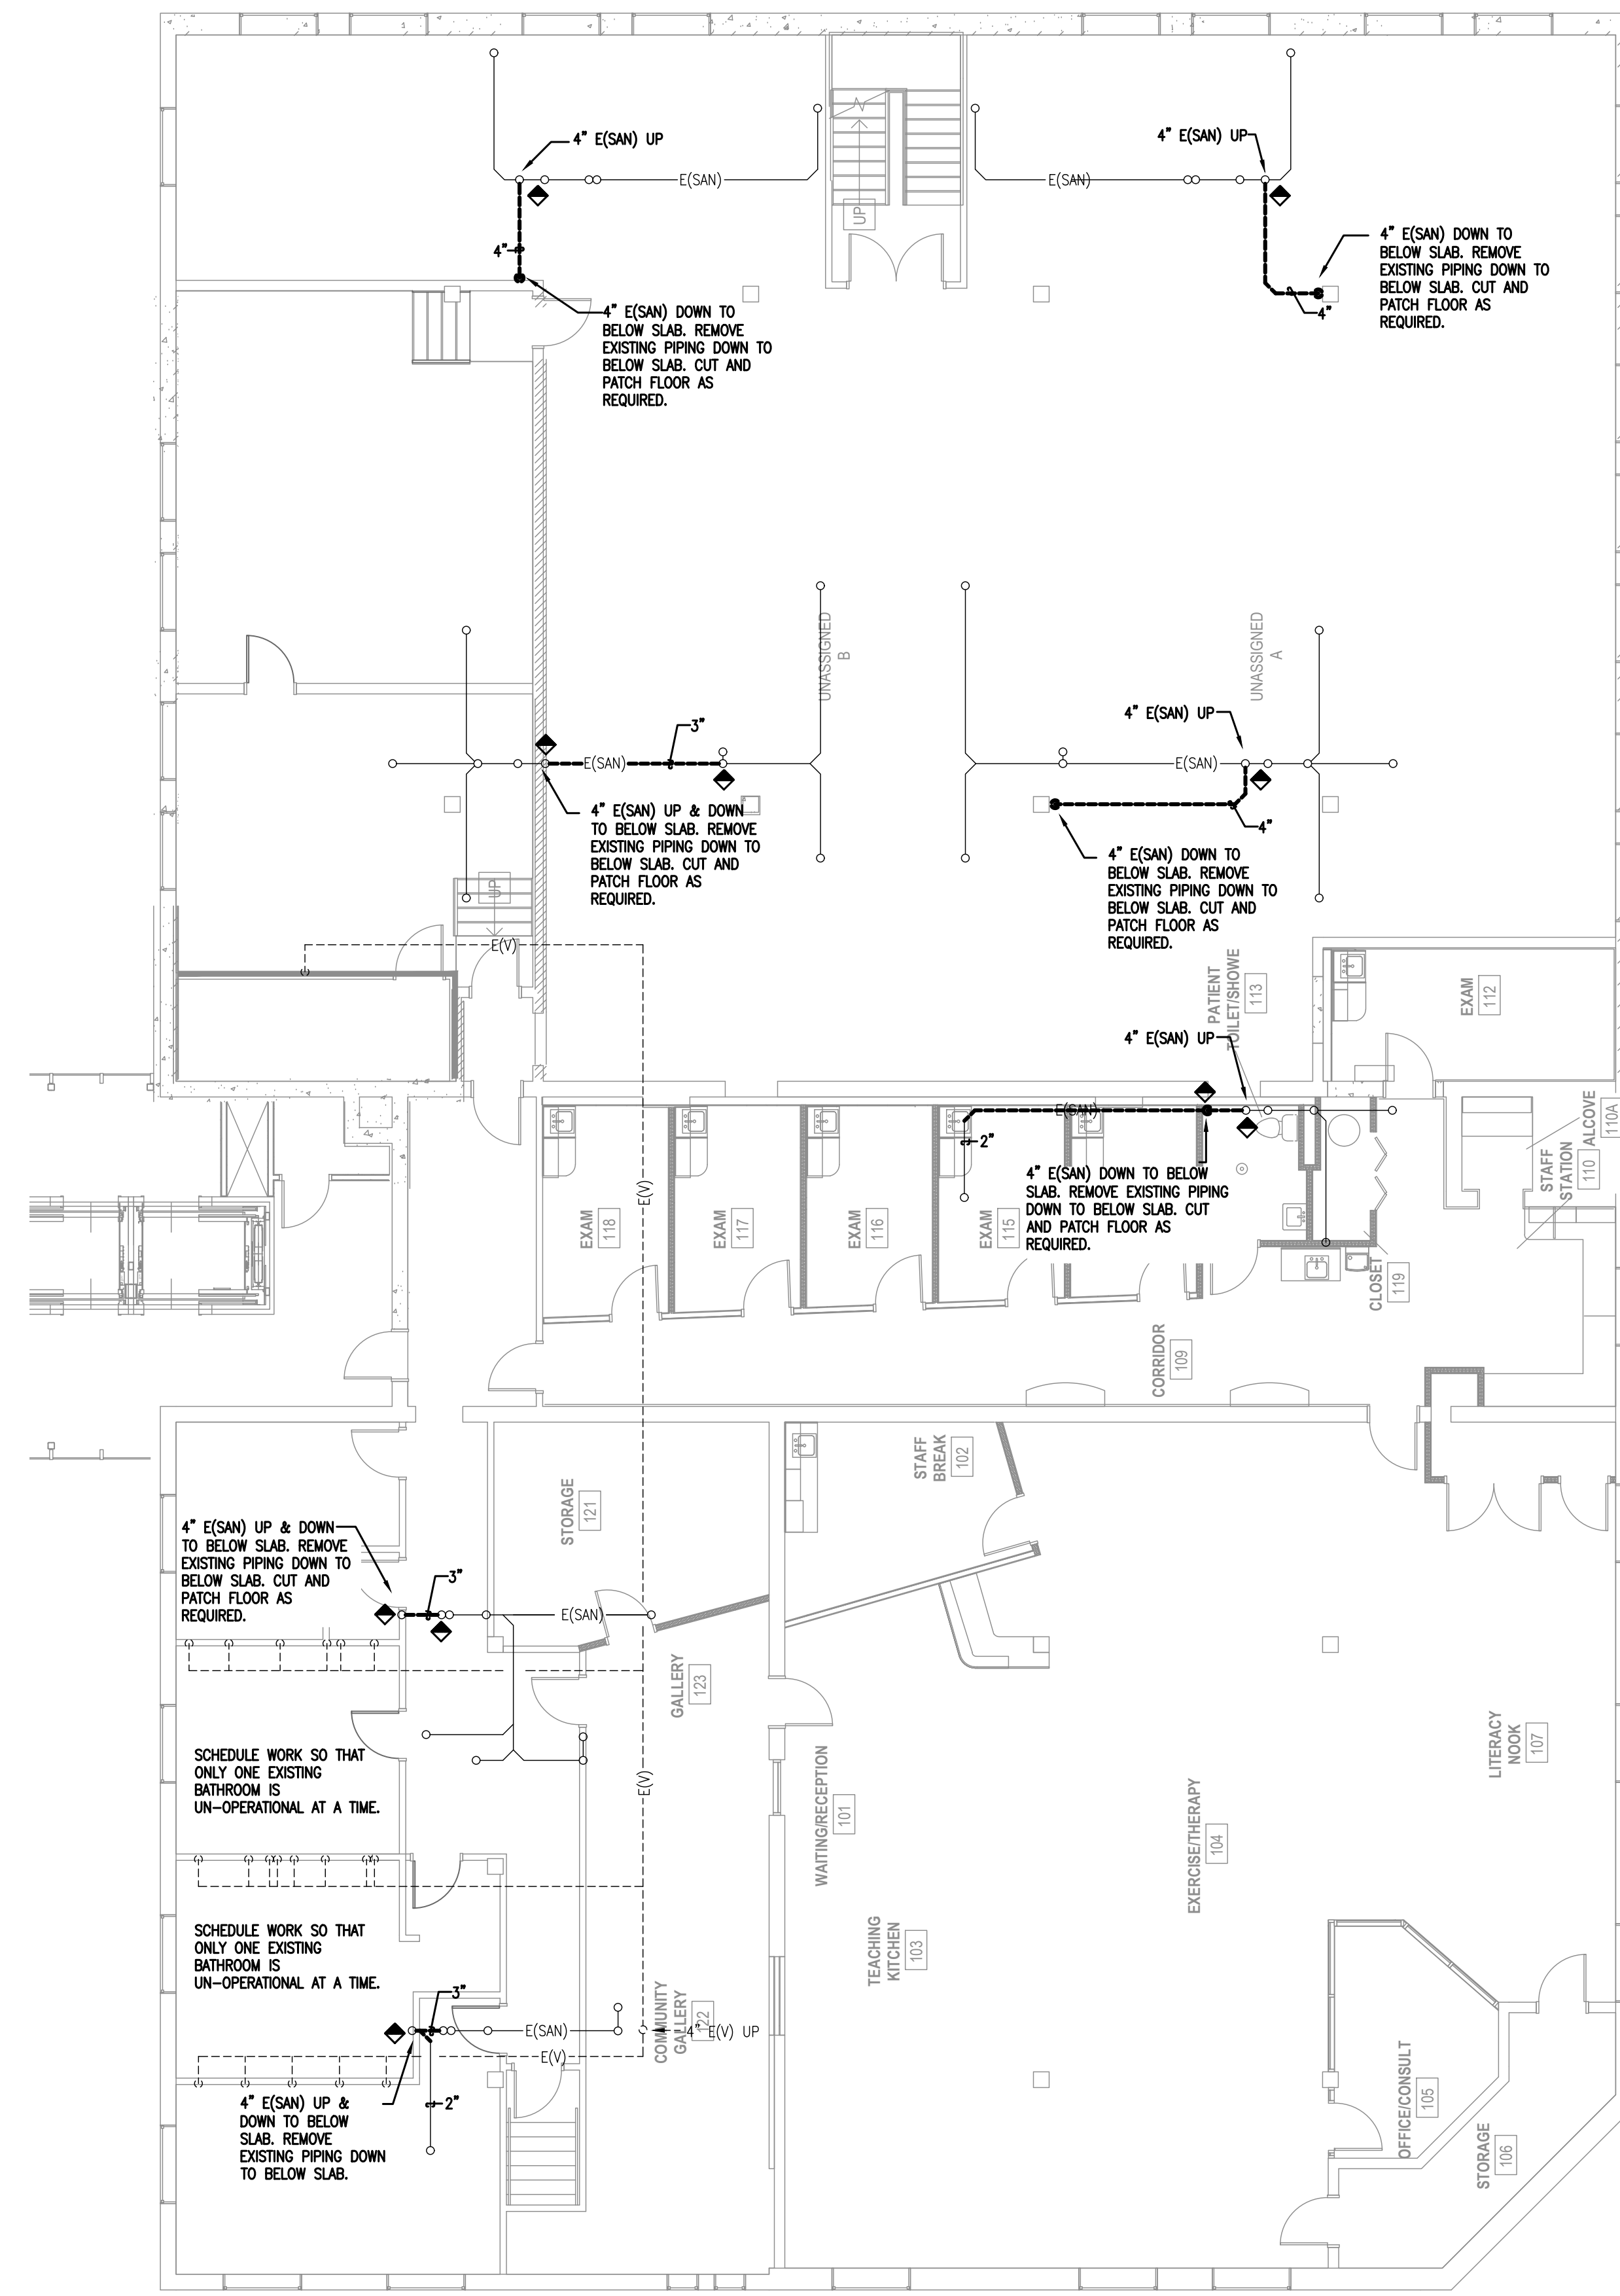 4" E(SAN) UP
E(SAN)
4"
4" E(SAN) DOWN TO
BELOW SLAB. REMOVE
EXISTING PIPING DOWN TO
BELOW SLAB. CUT AND
PATCH FLOOR AS
REQUIRED.
UP
4" E(SAN) UP
E(SAN)
4" E(SAN) DOWN TO
BELOW SLAB. REMOVE
EXISTING PIPING DOWN TO
BELOW SLAB. CUT AND
PATCH FLOOR AS
REQUIRED.
4"
UNASSIGNED
B
UNASSIGNED
A
3"
E(SAN)
4" E(SAN) UP & DOWN
TO BELOW SLAB. REMOVE
EXISTING PIPING DOWN TO
BELOW SLAB. CUT AND
PATCH FLOOR AS
REQUIRED.
4" E(SAN) UP
E(SAN)
4"
4" E(SAN) DOWN TO
BELOW SLAB. REMOVE
EXISTING PIPING DOWN TO
BELOW SLAB. CUT AND
PATCH FLOOR AS
REQUIRED.
UP
E(V)
PATIENT
TOILET/SHOWE
113
EXAM
112
4" E(SAN) UP
E(SAN)
2"
4" E(SAN) DOWN TO BELOW
SLAB. REMOVE EXISTING PIPING
DOWN TO BELOW SLAB. CUT
AND PATCH FLOOR AS
REQUIRED.
E(V)
EXAM
118
EXAM
117
EXAM
116
EXAM
115
STAFF
STATION
110
ALCOVE
110A
CLOSET
119
CORRIDOR
109
STAFF
BREAK
102
STORAGE
121
4" E(SAN) UP & DOWN
TO BELOW SLAB. REMOVE
EXISTING PIPING DOWN TO
BELOW SLAB. CUT AND
PATCH FLOOR AS
REQUIRED.
3"
E(SAN)
GALLERY
123
SCHEDULE WORK SO THAT
ONLY ONE EXISTING
BATHROOM IS
UN-OPERATIONAL AT A TIME.
E(V)
WAITING/RECEPTION
101
EXERCISE/THERAPY
104
LITERACY
NOOK
107
SCHEDULE WORK SO THAT
ONLY ONE EXISTING
BATHROOM IS
UN-OPERATIONAL AT A TIME.
TEACHING
KITCHEN
103
3"
E(SAN)
E(V)
COMMUNITY
GALLERY
122
4" E(V) UP
4" E(SAN) UP &
DOWN TO BELOW
SLAB. REMOVE
EXISTING PIPING DOWN
TO BELOW SLAB.
2"
OFFICE/CONSULT
105
STORAGE
106